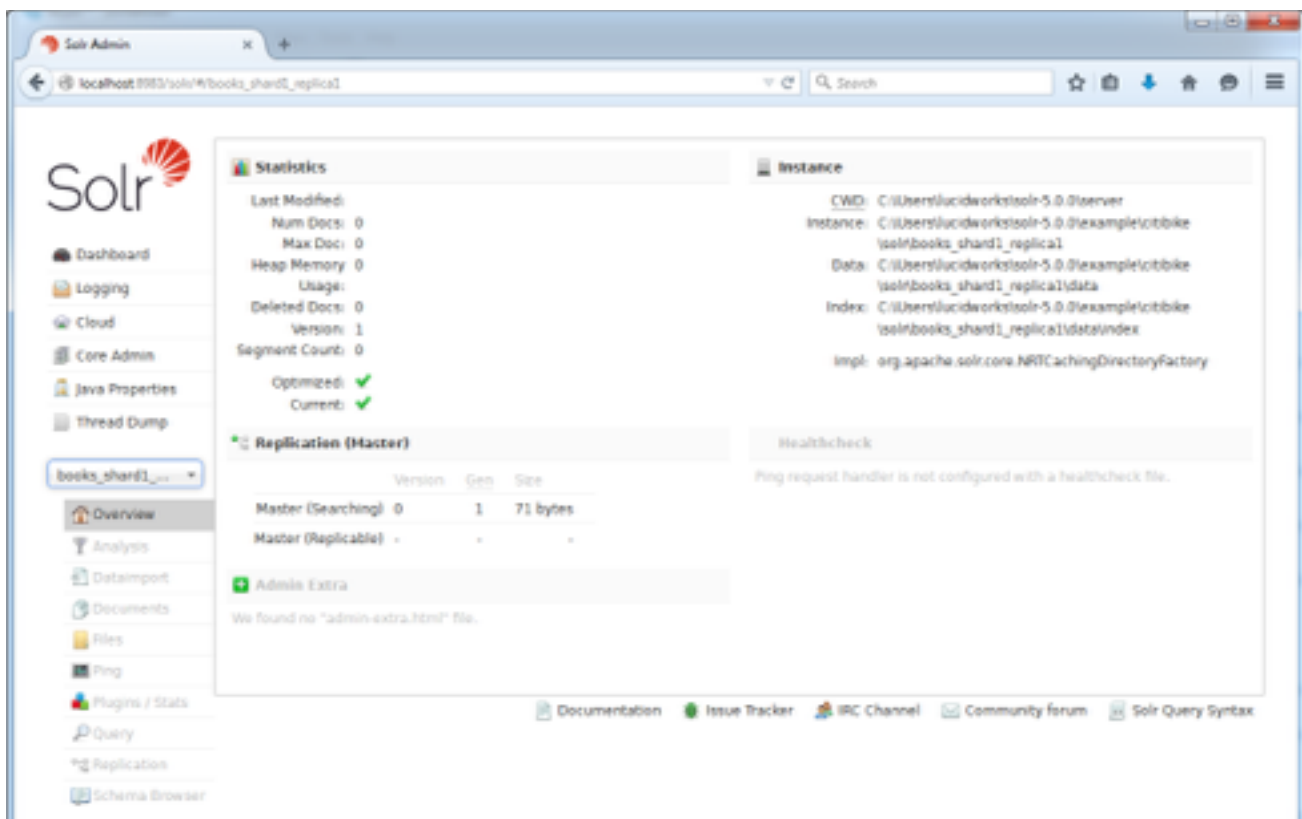 Solr Admin
localhost:8983/solr/#/books_shard1_replica1
Search
Solr
Dashboard
Logging
Cloud
Core Admin
Java Properties
Thread Dump
books_shard1_...
Overview
Analysis
Dataimport
Documents
Files
Ping
Plugins / Stats
Query
Replication
Schema Browser
Statistics
Last Modified:
Num Docs: 0
Max Doc: 0
Heap Memory 0
Usage:
Deleted Docs: 0
Version: 1
Segment Count: 0
Optimized:
Current:
Instance
CWD: C:\Users\lucidworks\solr-5.0.0\server
Instance: C:\Users\lucidworks\solr-5.0.0\example\citibike
\solr\books_shard1_replica1
Data: C:\Users\lucidworks\solr-5.0.0\example\citibike
\solr\books_shard1_replica1\data
Index: C:\Users\lucidworks\solr-5.0.0\example\citibike
\solr\books_shard1_replica1\data\index
Impl: org.apache.solr.core.NRTCachingDirectoryFactory
Replication (Master)
Version Gen Size
Master (Searching) 0 1 71 bytes
Master (Replicable) - - -
Healthcheck
Ping request handler is not configured with a healthcheck file.
Admin Extra
We found no "admin-extra.html" file.
Documentation Issue Tracker IRC Channel Community forum Solr Query Syntax